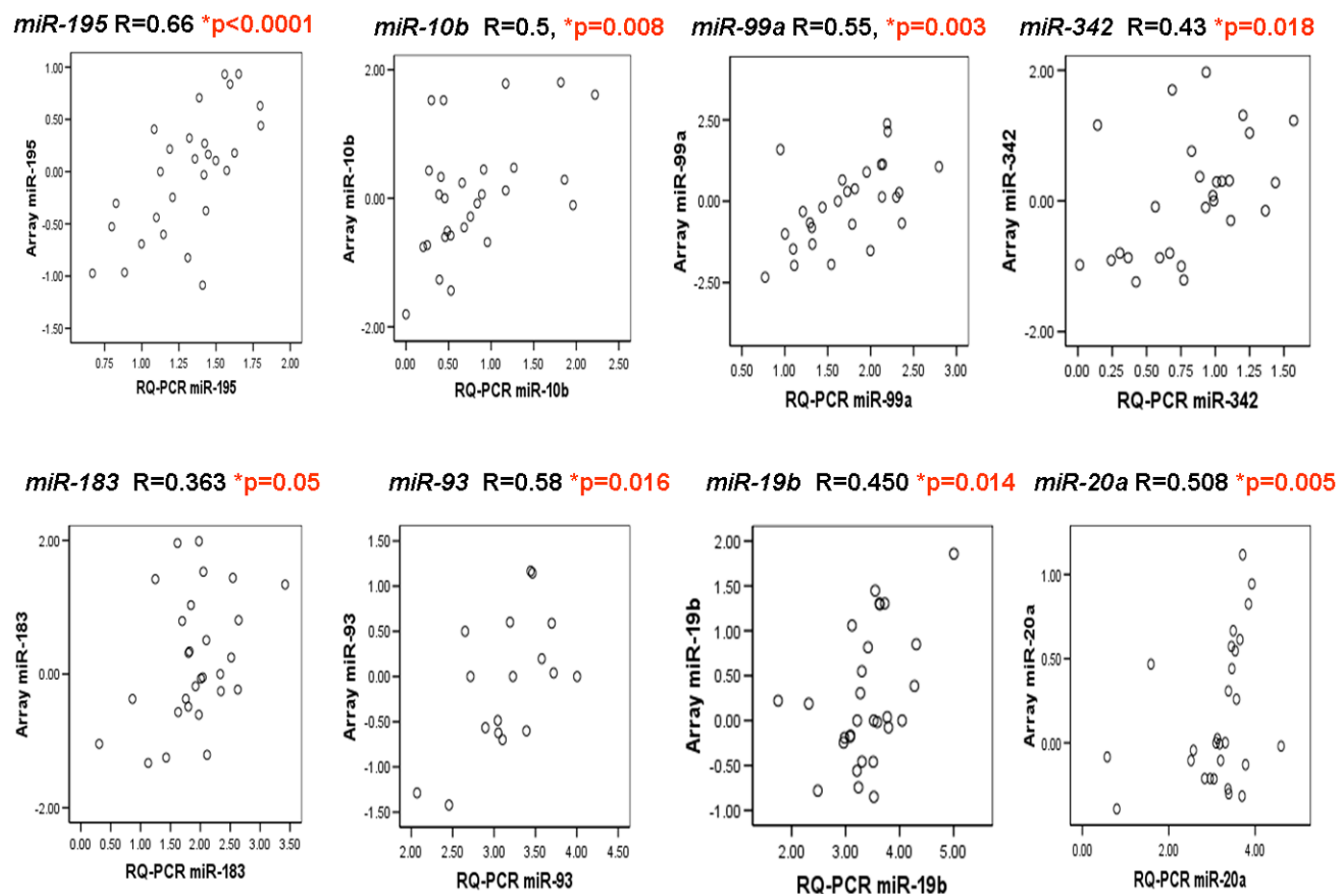 miR-195 R=0.66 *p<0.0001
1.00
0.50
0.00
-0.50
-1.00
-1.50
Array miR-195
0.75 1.00 1.25 1.50 1.75 2.00
RQ-PCR miR-195
miR-10b R=0.5, *p=0.008
2.00
0.00
-2.00
Array miR-10b
0.00 0.50 1.00 1.50 2.00 2.50
RQ-PCR miR-10b
miR-99a R=0.55, *p=0.003
2.50
0.00
-2.50
Array miR-99a
0.50 1.00 1.50 2.00 2.50 3.00
RQ-PCR miR-99a
miR-342 R=0.43 *p=0.018
2.00
1.00
0.00
-1.00
-2.00
Array miR-342
0.00 0.25 0.50 0.75 1.00 1.25 1.50
RQ-PCR miR-342
miR-183 R=0.363 *p=0.05
2.00
0.00
-2.00
Array miR-183
0.00 0.50 1.00 1.50 2.00 2.50 3.00 3.50
RQ-PCR miR-183
miR-93 R=0.58 *p=0.016
1.50
1.00
0.50
0.00
-0.50
-1.00
-1.50
Array miR-93
2.00 2.50 3.00 3.50 4.00 4.50
RQ-PCR miR-93
miR-19b R=0.450 *p=0.014
2.00
1.50
1.00
0.50
0.00
-0.50
-1.00
Array miR-19b
2.00 3.00 4.00 5.00
RQ-PCR miR-19b
miR-20a R=0.508 *p=0.005
1.00
0.50
0.00
Array miR-20a
0.00 2.00 4.00
RQ-PCR miR-20a